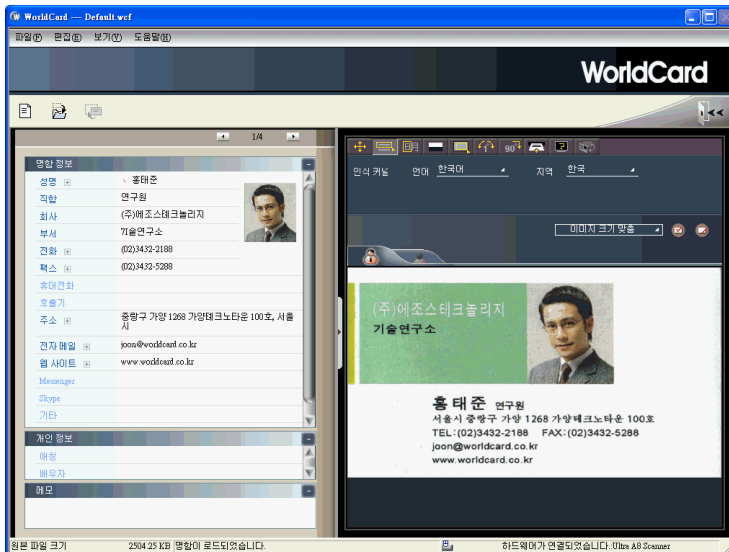 WorldCard --- Default.wcf
파일(F) 편집(E) 보기(V) 도움말(H)
WorldCard
1/4
명함 정보
성명 홍태준
직함 연구원
회사 (주)에조스테크놀리지
부서 기술연구소
전화 (02)3432-2188
팩스 (02)3432-5288
휴대전화
호출기
주소 중랑구 가양 1268 가양테크노타운 100호, 서울
시
전자 메일 joon@worldcard.co.kr
웹 사이트 www.worldcard.co.kr
Messenger
Skype
기타
개인 정보
애칭
배우자
메모
인식 커널 언어 한국어 지역 한국
이미지 크기 맞춤
(주)에조스테크놀리지
기술연구소
홍태준 연구원
서울시 중랑구 가양 1268 가양테크노타운 100호
TEL:(02)3432-2188 FAX:(02)3432-5288
joon@worldcard.co.kr
www.worldcard.co.kr
원본 파일 크기 2504.25 KB 명함이 로드되었습니다. 하드웨어가 연결되었습니다.:Ultra A8 Scanner